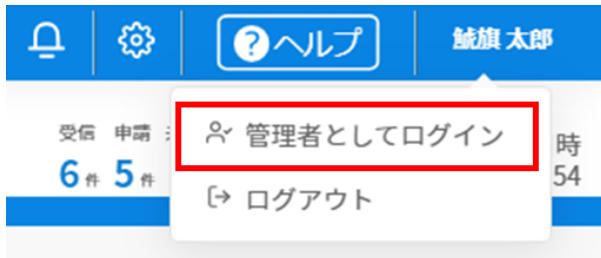 ?ヘルプ 鯱旗 太郎
受信 申請
6件 5件
管理者としてログイン
時
54
ログアウト